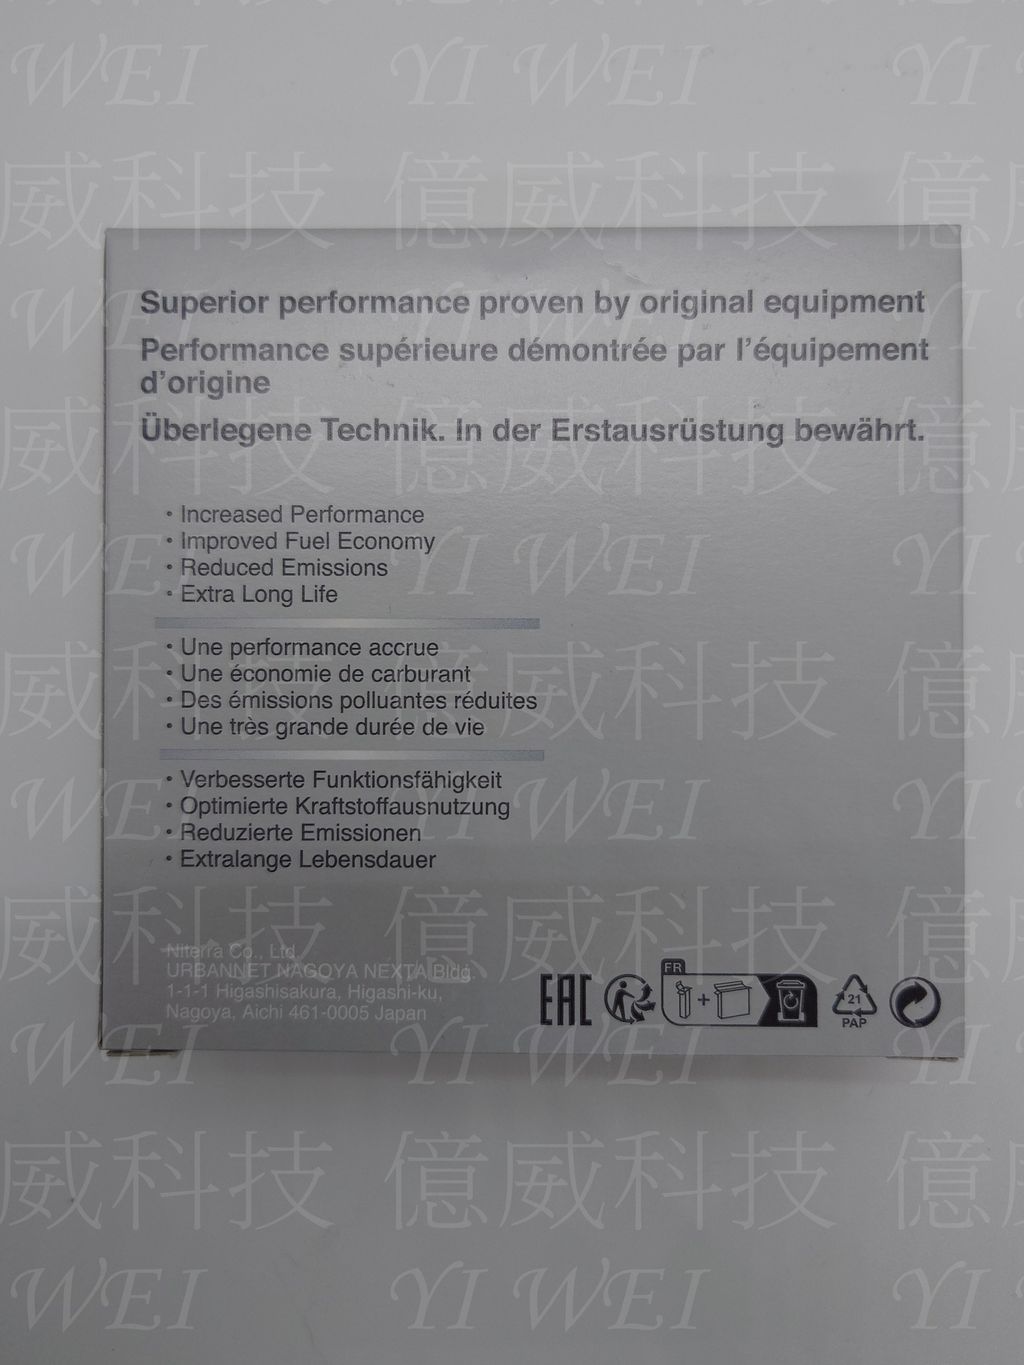 Superior performance proven by original equipment
Performance supérieure démontrée par l'équipement
d'origine
Überlegene Technik. In der Erstausrüstung bewährt.
• Increased Performance
• Improved Fuel Economy
• Reduced Emissions
• Extra Long Life
• Une performance accrue
• Une économie de carburant
• Des émissions polluantes réduites
• Une très grande durée de vie
• Verbesserte Funktionsfähigkeit
• Optimierte Kraftstoffausnutzung
• Reduzierte Emissionen
• Extralange Lebensdauer
Niterra Co., Ltd.
URBANNET NAGOYA NEXTA Bldg.
1-1-1 Higashisakura, Higashi-ku,
Nagoya, Aichi 461-0005 Japan
EAC
FR
+
21
PAP
億威科技
YI WEI